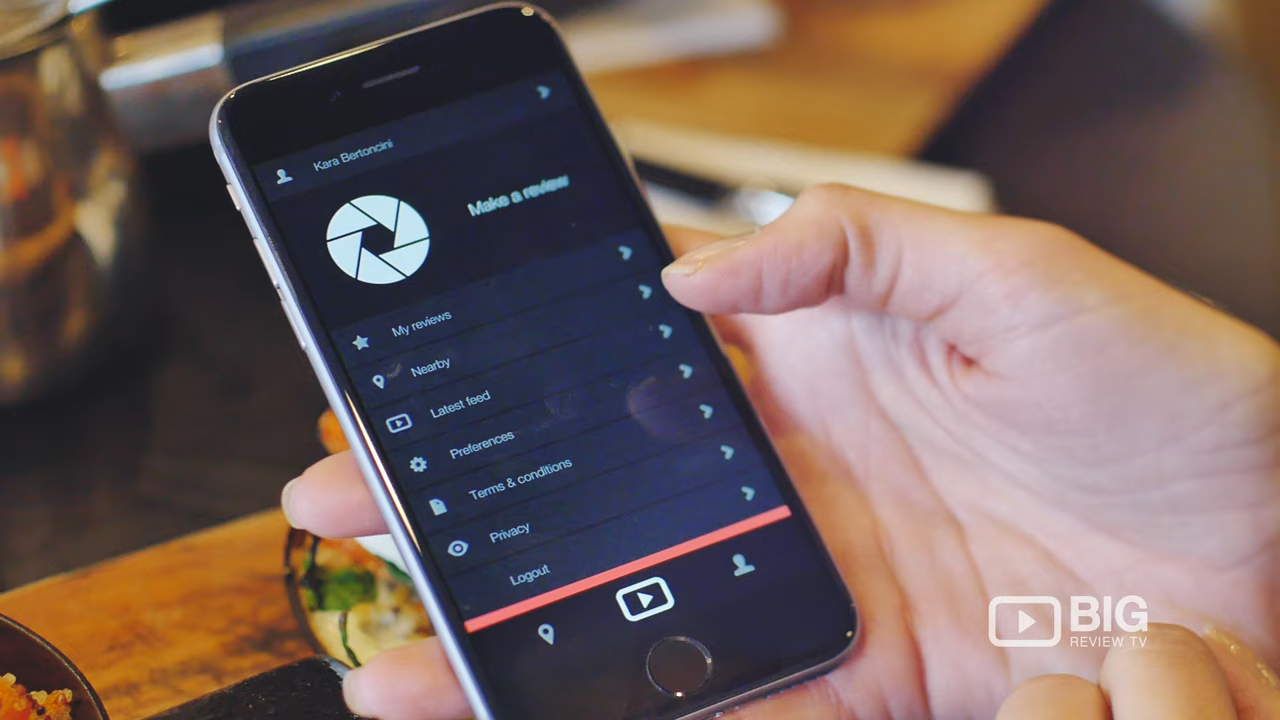 Kara Bertoncini
Make a review
My reviews
Nearby
Latest feed
Preferences
Terms & conditions
Privacy
Logout
BIG
REVIEW TV